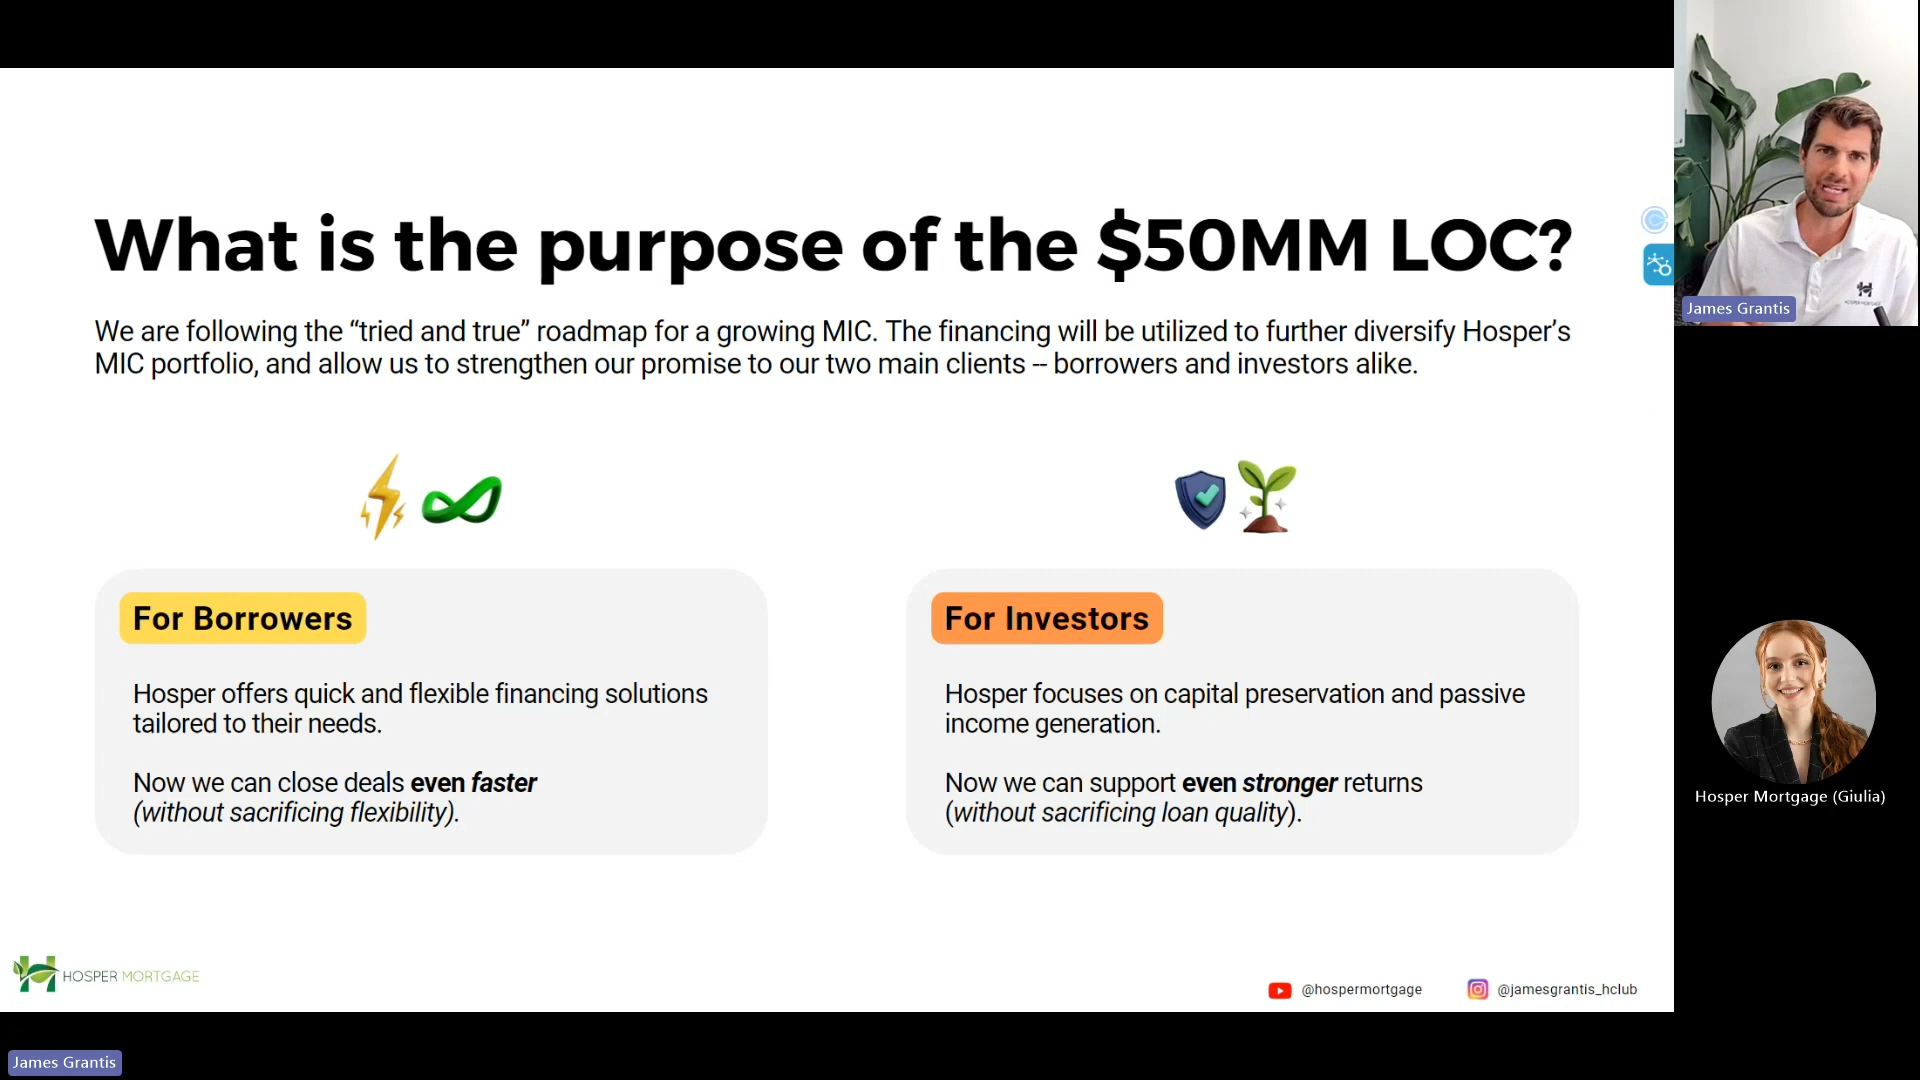 What is the purpose of the $50MM LOC?
We are following the “tried and true” roadmap for a growing MIC. The financing will be utilized to further diversify Hosper’s
MIC portfolio, and allow us to strengthen our promise to our two main clients -- borrowers and investors alike.
For Borrowers
Hosper offers quick and flexible financing solutions
tailored to their needs.
Now we can close deals even faster
(without sacrificing flexibility).
For Investors
Hosper focuses on capital preservation and passive
income generation.
Now we can support even stronger returns
(without sacrificing loan quality).
HOSPER MORTGAGE
@hospermortgage
@jamesgrantis_hclub
James Grantis
HOSPER MORTGAGE
James Grantis
Hosper Mortgage (Giulia)